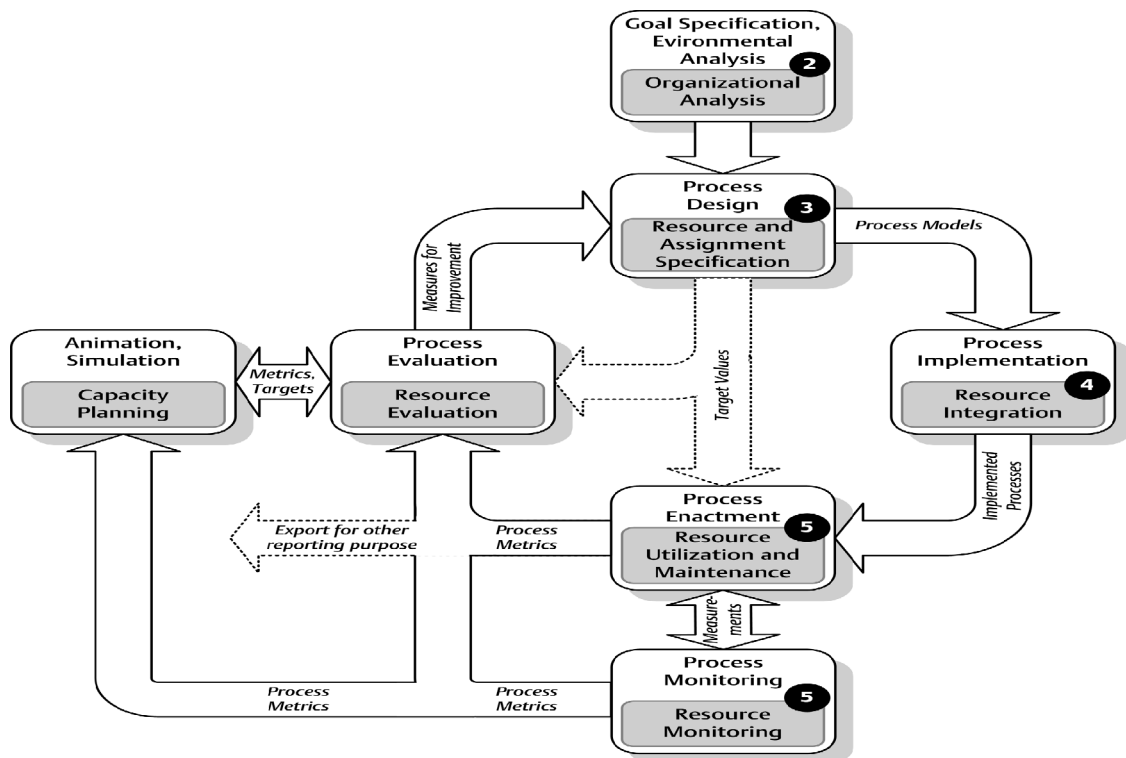 Goal Specification,
Evironmental
Analysis
2
Organizational
Analysis
Process
Design
3
Resource and
Assignment
Specification
Process Models
Measures for
Improvement
Animation,
Simulation
Capacity
Planning
Metrics,
Targets
Process
Evaluation
Resource Evaluation
Target Values
Process
Implementation
4
Resource
Integration
Implemented
Processes
Process
Enactment
5
Resource
Utilization and
Maintenance
Export for other
reporting purpose
Process
Metrics
Measure-
ments
Process
Monitoring
5
Resource
Monitoring
Process
Metrics
Process
Metrics